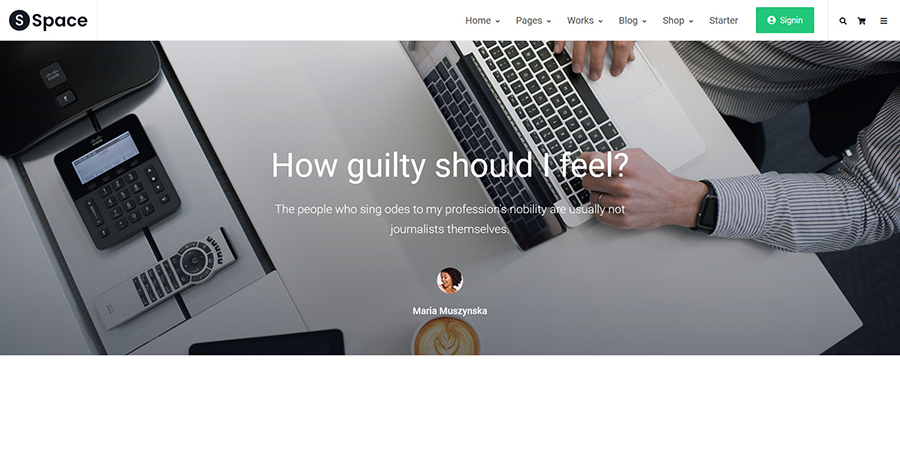 S Space
Home Pages Works Blog Shop Starter Signin
How guilty should I feel?
The people who sing odes to my profession's nobility are usually not
journalists themselves.
Maria Muszynska